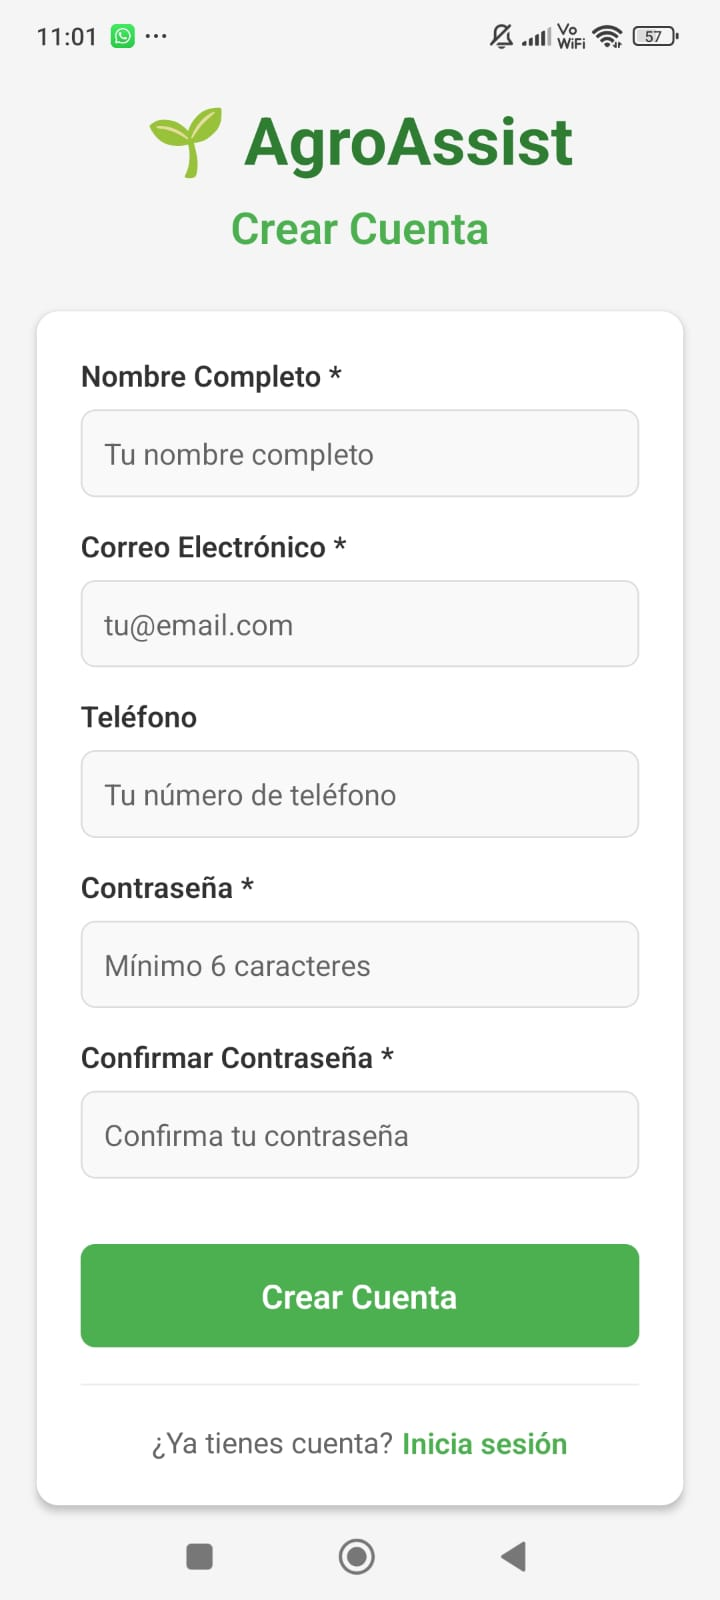 11:01
Vo
WiFi
57
AgroAssist
Crear Cuenta
Nombre Completo *
Tu nombre completo
Correo Electrónico *
tu@email.com
Teléfono
Tu número de teléfono
Contraseña *
Mínimo 6 caracteres
Confirmar Contraseña *
Confirma tu contraseña
Crear Cuenta
¿Ya tienes cuenta? Inicia sesión